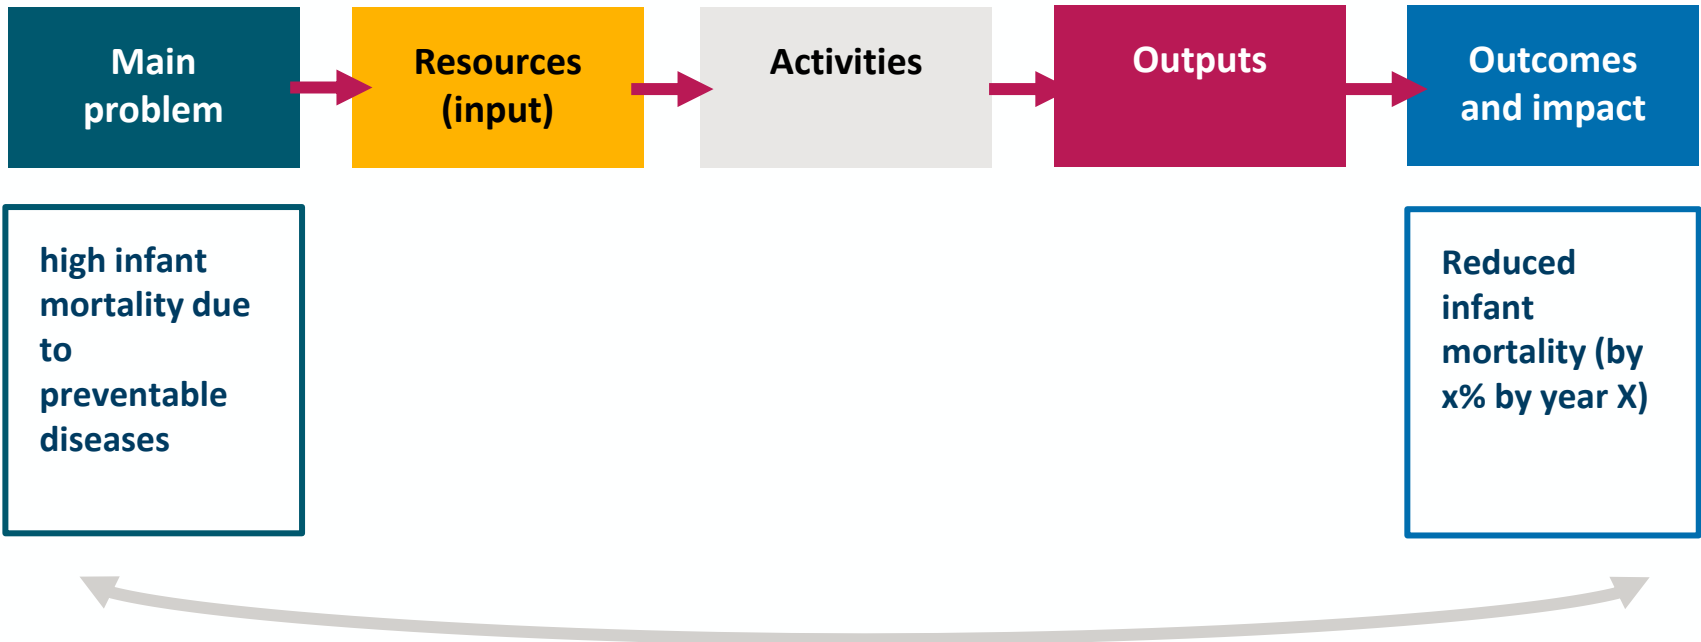 Main
problem
Resources
(input)
Activities
Outputs
Outcomes
and impact
high infant
mortality due
to
preventable
diseases
Reduced
infant
mortality (by
x% by year X)